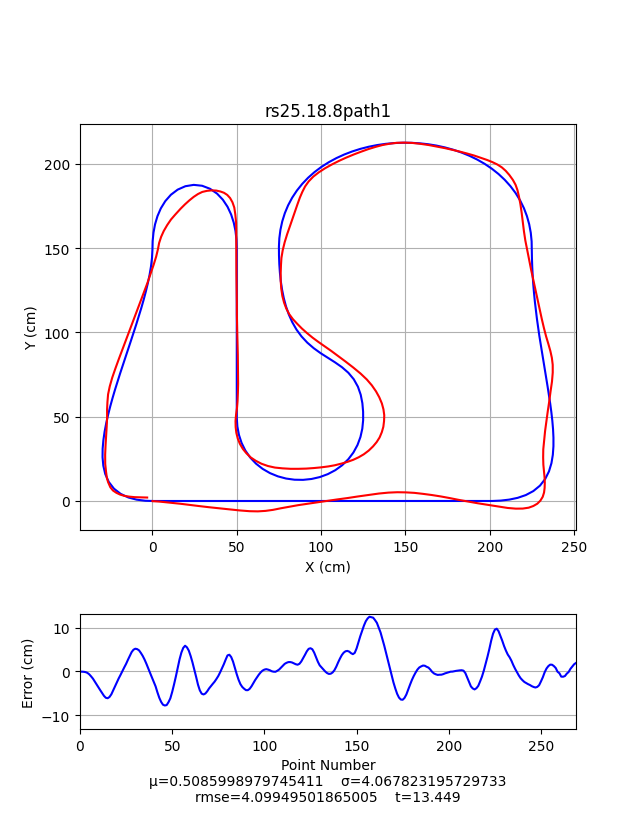 rs25.18.8path1
200
150
100
50
0
Y (cm)
0 50 100 150 200 250
X (cm)
10
0
−10
Error (cm)
0 50 100 150 200 250
Point Number
μ=0.5085998979745411 σ=4.067823195729733
rmse=4.09949501865005 t=13.449